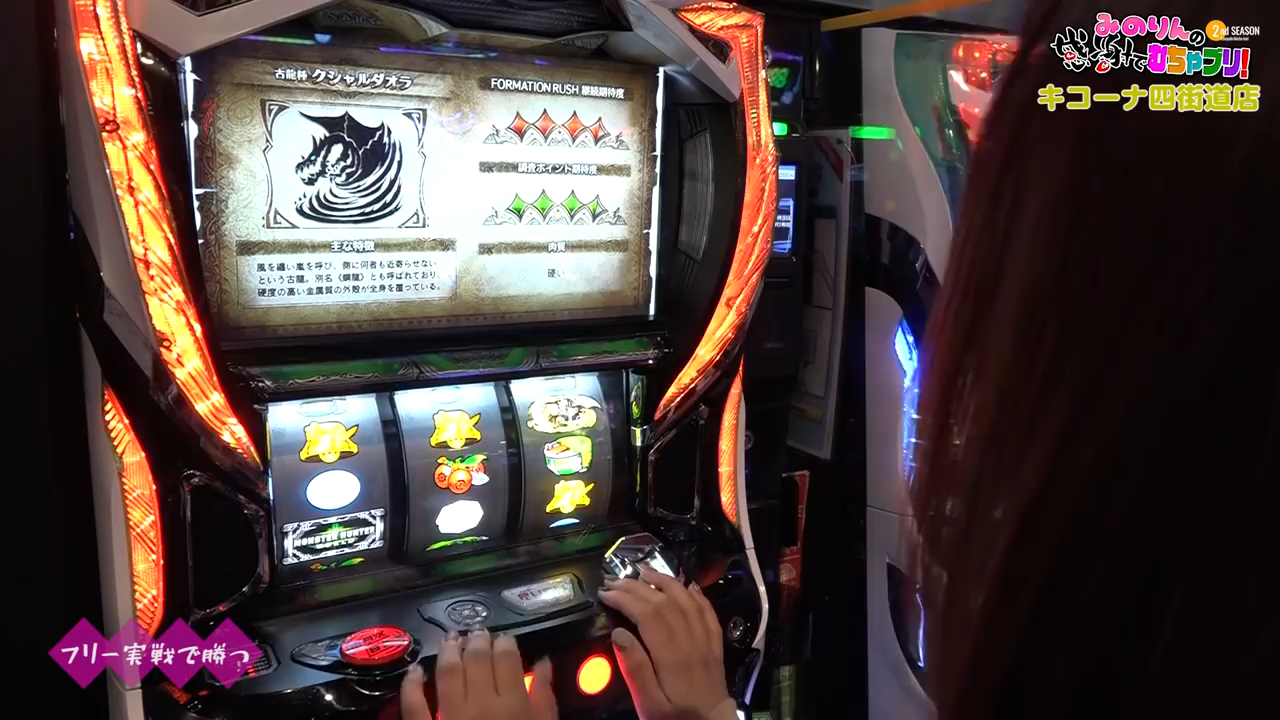 みのりんの
2nd SEASON
感謝でむちゃブリ!
キコーナ四街道店
古龍種 クシャルダオラ
FORMATION RUSH 継続期待度
調査ポイント期待度
主な特徴
肉質
風を纏い嵐を呼び、側に何者も近寄らせない
という古龍。別名《鋼龍》とも呼ばれており、
硬度の高い金属質の外殻が全身を覆っている。
硬い
MONSTER HUNTER
フリー実戦で勝つ